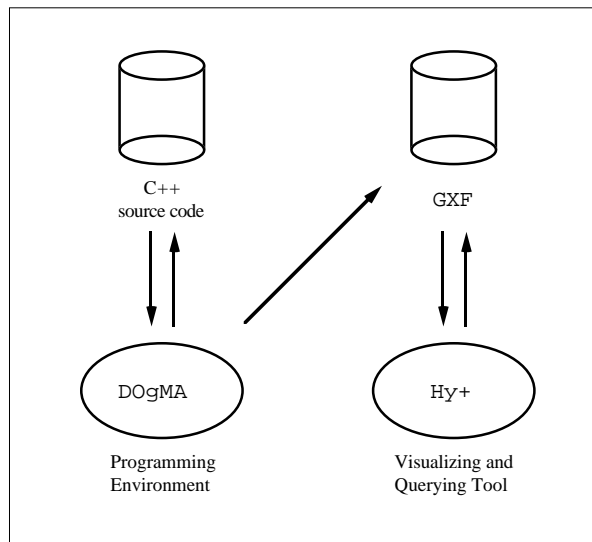 C++
source code
GXF
DOgMA
Hy+
Programming
Environment
Visualizing and
Querying Tool